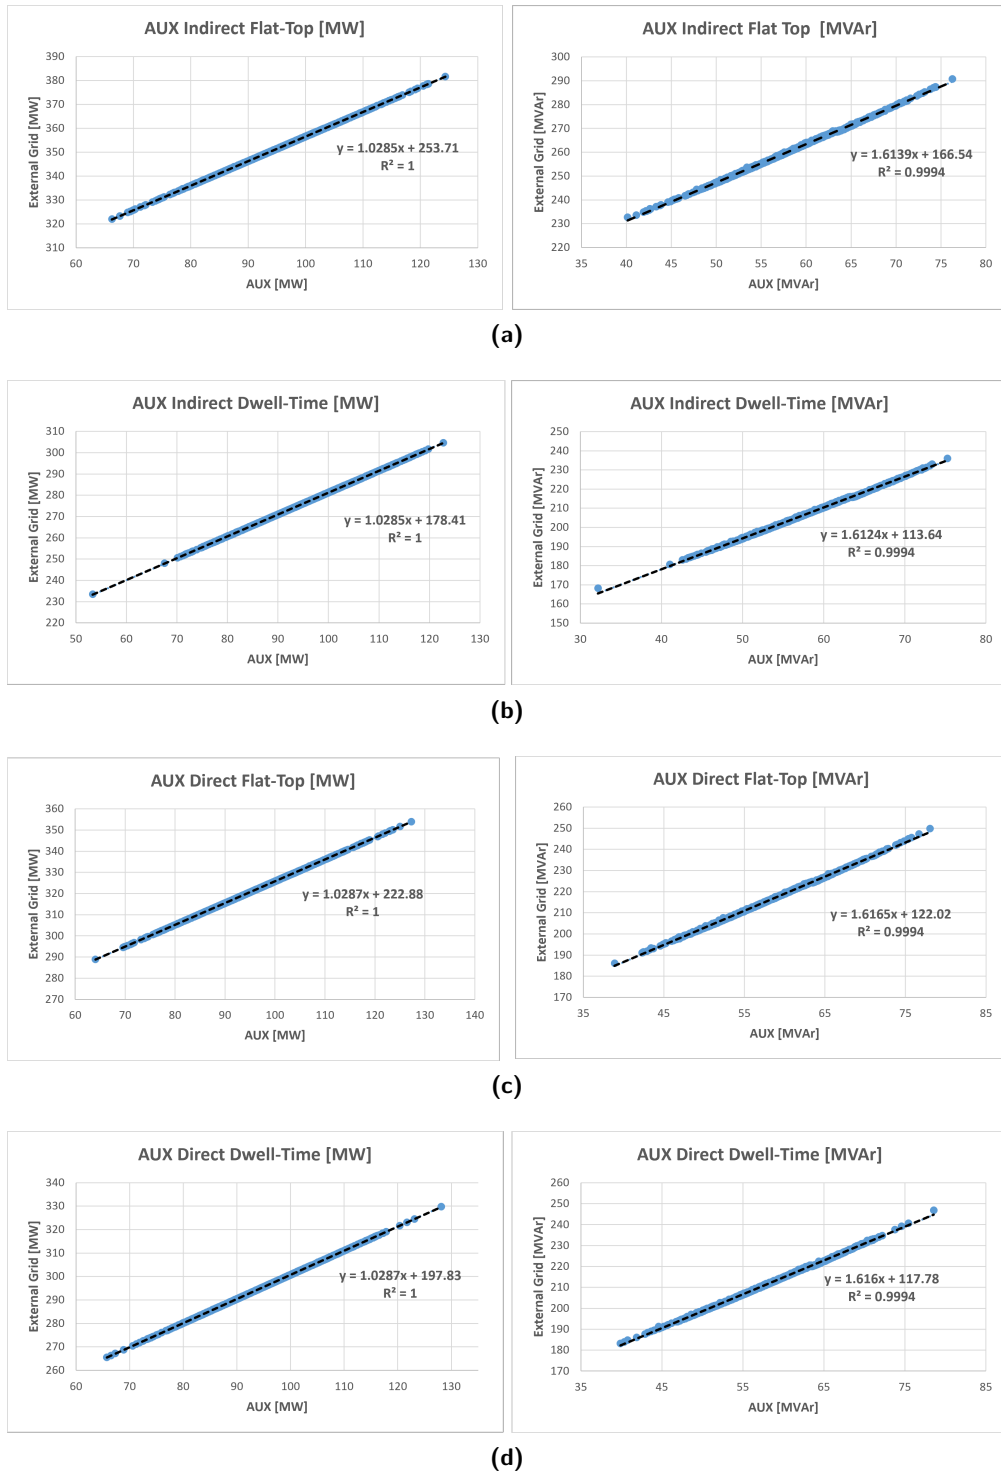 AUX Indirect Flat-Top [MW]
390
380
370
360
350
340
330
320
310
60 70 80 90 100 110 120 130
External Grid [MW]
AUX [MW]
y = 1.0285x + 253.71
R² = 1
AUX Indirect Flat Top [MVAr]
300
290
280
270
260
250
240
230
220
35 40 45 50 55 60 65 70 75 80
External Grid [MVAr]
AUX [MVAr]
y = 1.6139x + 166.54
R² = 0.9994
(a)
AUX Indirect Dwell-Time [MW]
310
300
290
280
270
260
250
240
230
220
50 60 70 80 90 100 110 120 130
External Grid [MW]
AUX [MW]
y = 1.0285x + 178.41
R² = 1
AUX Indirect Dwell-Time [MVAr]
250
240
230
220
210
200
190
180
170
160
150
30 40 50 60 70 80
External Grid [MVAr]
AUX [MVAr]
y = 1.6124x + 113.64
R² = 0.9994
(b)
AUX Direct Flat-Top [MW]
360
350
340
330
320
310
300
290
280
270
60 70 80 90 100 110 120 130 140
External Grid [MW]
AUX [MW]
y = 1.0287x + 222.88
R² = 1
AUX Direct Flat-Top [MVAr]
260
250
240
230
220
210
200
190
180
170
35 45 55 65 75 85
External Grid [MVAr]
AUX [MVAr]
y = 1.6165x + 122.02
R² = 0.9994
(c)
AUX Direct Dwell-Time [MW]
340
330
320
310
300
290
280
270
260
60 70 80 90 100 110 120 130
External Grid [MW]
AUX [MW]
y = 1.0287x + 197.83
R² = 1
AUX Direct Dwell-Time [MVAr]
260
250
240
230
220
210
200
190
180
170
35 45 55 65 75 85
External Grid [MVAr]
AUX [MVAr]
y = 1.616x + 117.78
R² = 0.9994
(d)